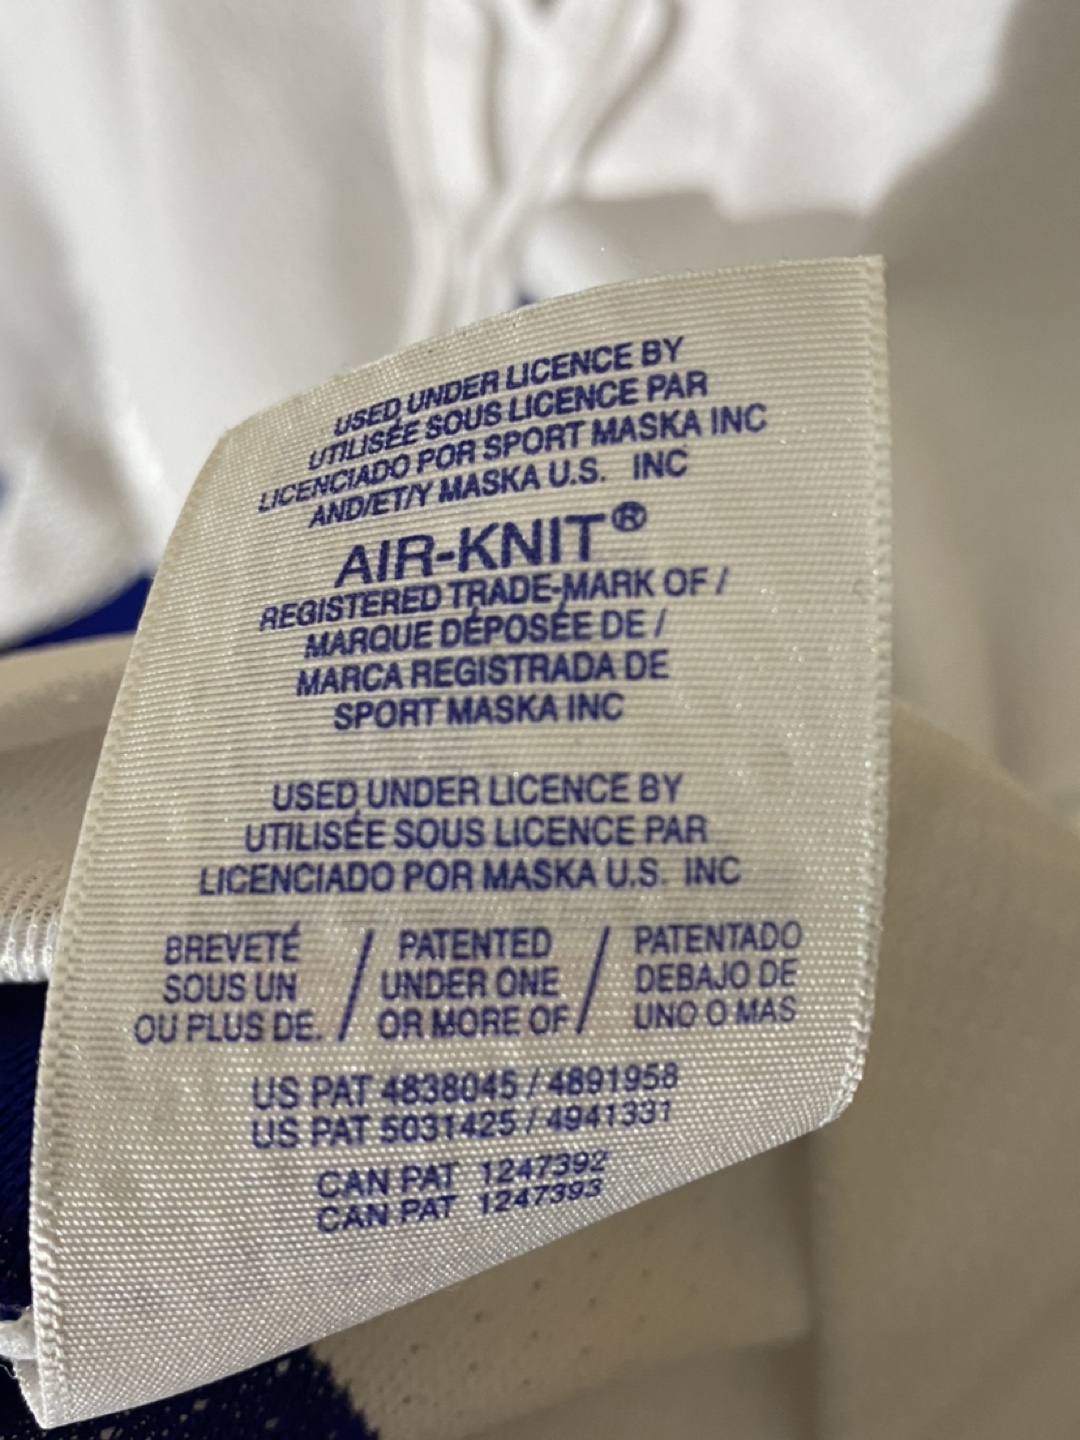 USED UNDER LICENCE BY
UTILISÉE SOUS LICENCE PAR
LICENCIADO POR SPORT MASKA INC
AND/ET/Y MASKA U.S. INC
AIR-KNIT®
REGISTERED TRADE-MARK OF /
MARQUE DÉPOSÉE DE /
MARCA REGISTRADA DE
SPORT MASKA INC
USED UNDER LICENCE BY
UTILISÉE SOUS LICENCE PAR
LICENCIADO POR MASKA U.S. INC
BREVETÉ / PATENTED / PATENTADO
SOUS UN / UNDER ONE / DEBAJO DE
OU PLUS DE. / OR MORE OF / UNO O MAS
US PAT 4838045 / 4891958
US PAT 5031425 / 4941331
CAN PAT 1247392
CAN PAT 1247393